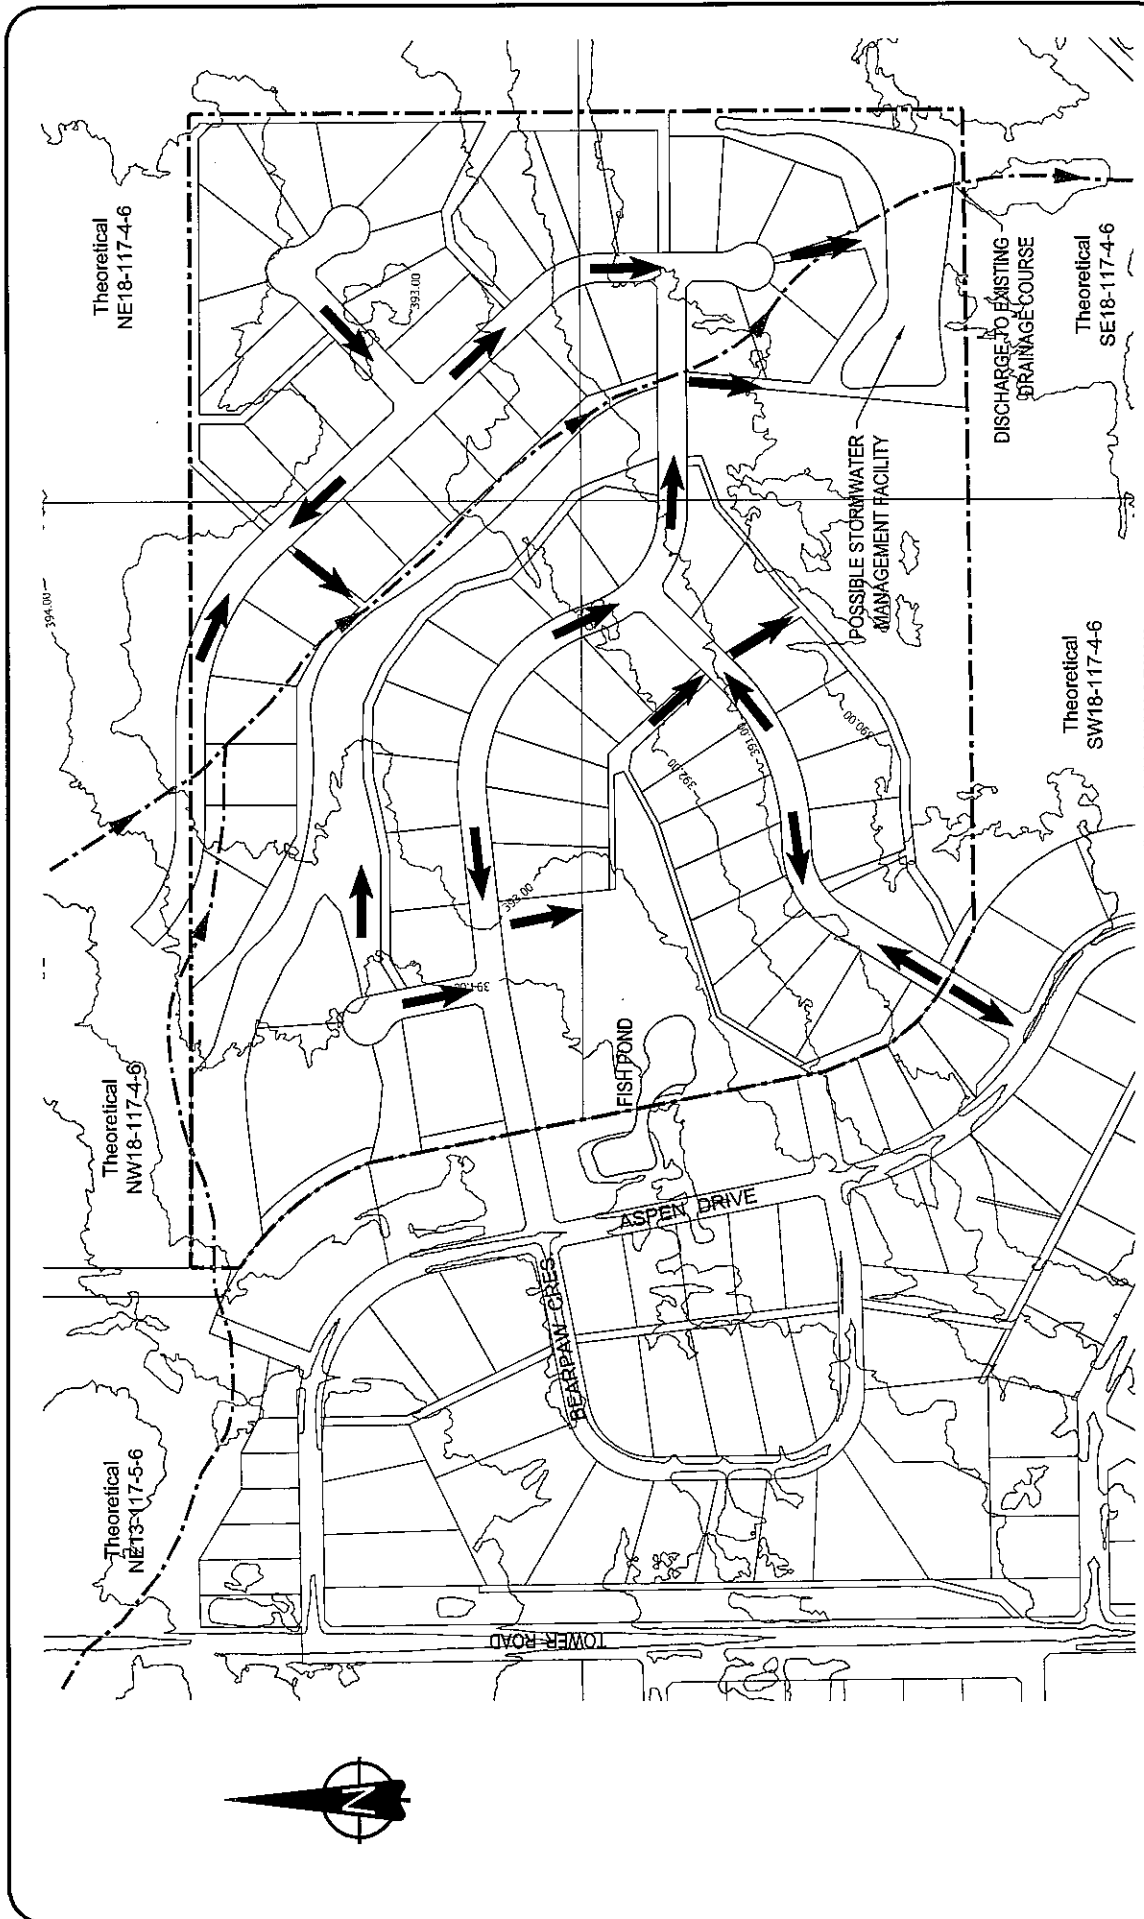 Theoretical
NE18-117-4-6
Theoretical
SE18-117-4-6
DISCHARGE TO EXISTING
DRAINAGE COURSE
POSSIBLE STORMWATER
MANAGEMENT FACILITY
Theoretical
SW18-117-4-6
Theoretical
NW18-117-4-6
Theoretical
NE13-117-5-6
394.00
393.00
393.00
392.00
391.00
390.00
FISH POND
ASPEN DRIVE
BEARPAW CRES
TOWER ROAD
N